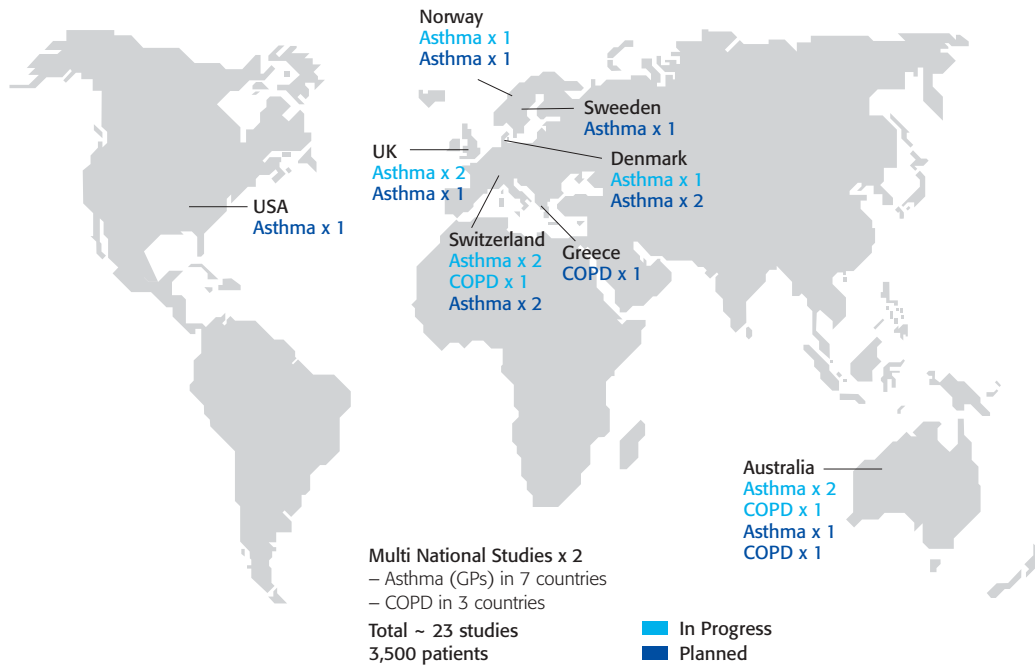 Norway
Asthma x 1
Asthma x 1
Sweeden
Asthma x 1
UK
Asthma x 2
Asthma x 1
Denmark
Asthma x 1
Asthma x 2
USA
Asthma x 1
Switzerland
Asthma x 2
COPD x 1
Asthma x 2
Greece
COPD x 1
Australia
Asthma x 2
COPD x 1
Asthma x 1
COPD x 1
Multi National Studies x 2
– Asthma (GPs) in 7 countries
– COPD in 3 countries
Total ~ 23 studies
3,500 patients
In Progress
Planned